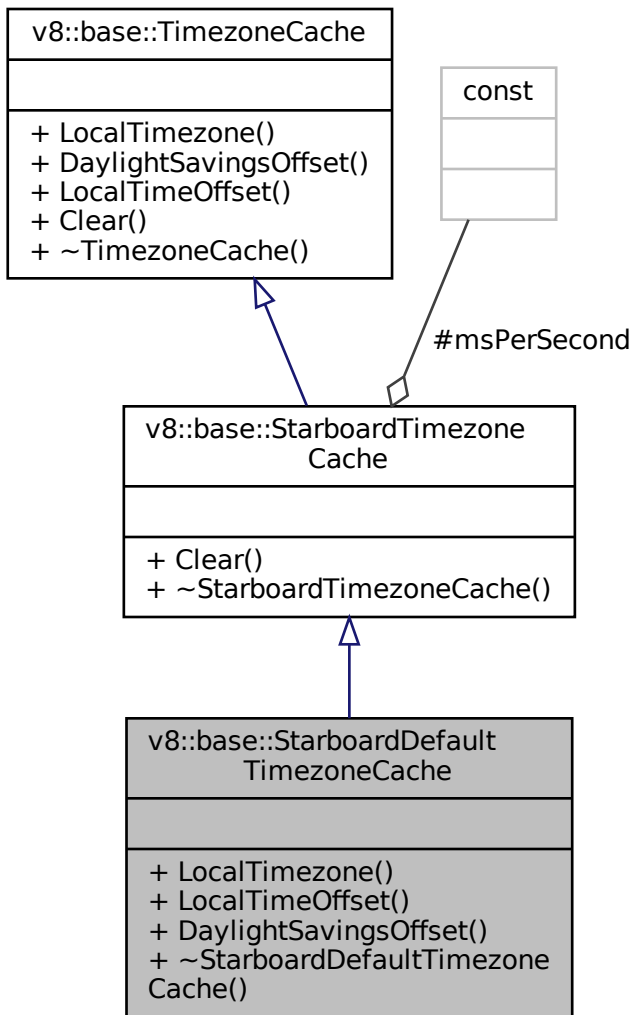 v8::base::TimezoneCache
+ LocalTimezone()
+ DaylightSavingsOffset()
+ LocalTimeOffset()
+ Clear()
+ ~TimezoneCache()
const
#msPerSecond
v8::base::StarboardTimezone
Cache
+ Clear()
+ ~StarboardTimezoneCache()
v8::base::StarboardDefault
TimezoneCache
+ LocalTimezone()
+ LocalTimeOffset()
+ DaylightSavingsOffset()
+ ~StarboardDefaultTimezone
Cache()